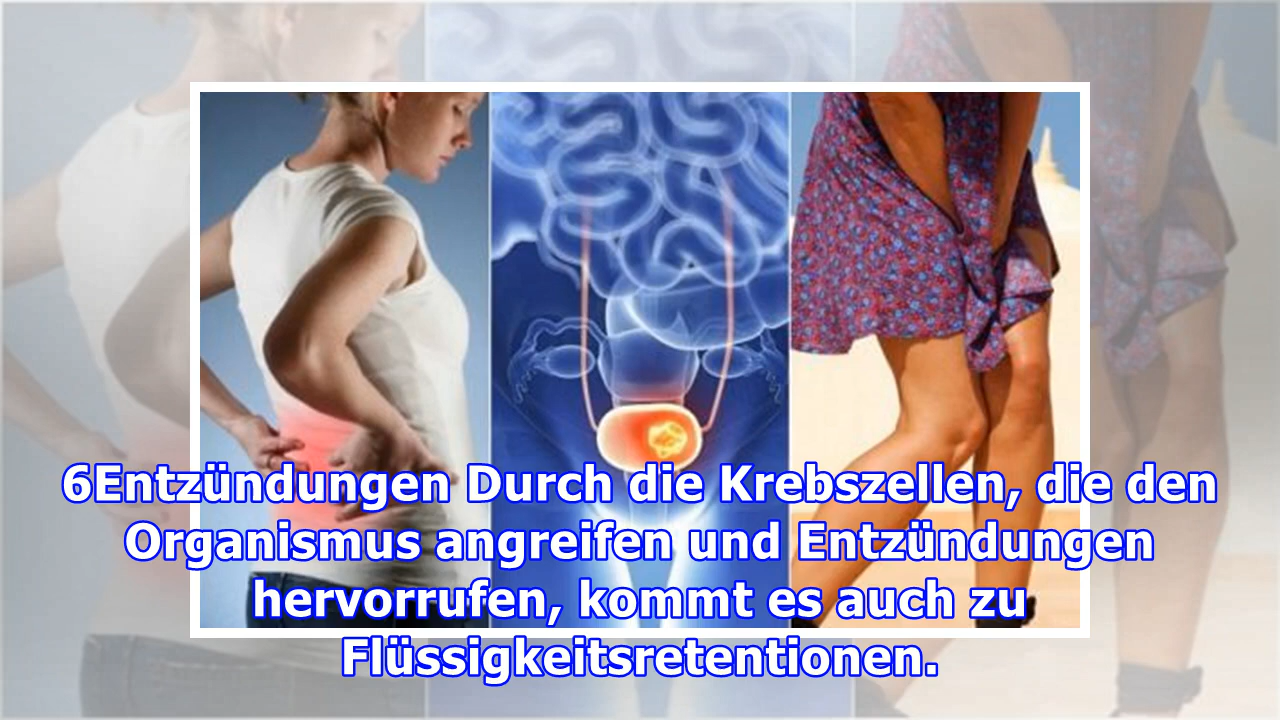 6Entzündungen Durch die Krebszellen, die den
Organismus angreifen und Entzündungen
hervorrufen, kommt es auch zu
Flüssigkeitsretentionen.